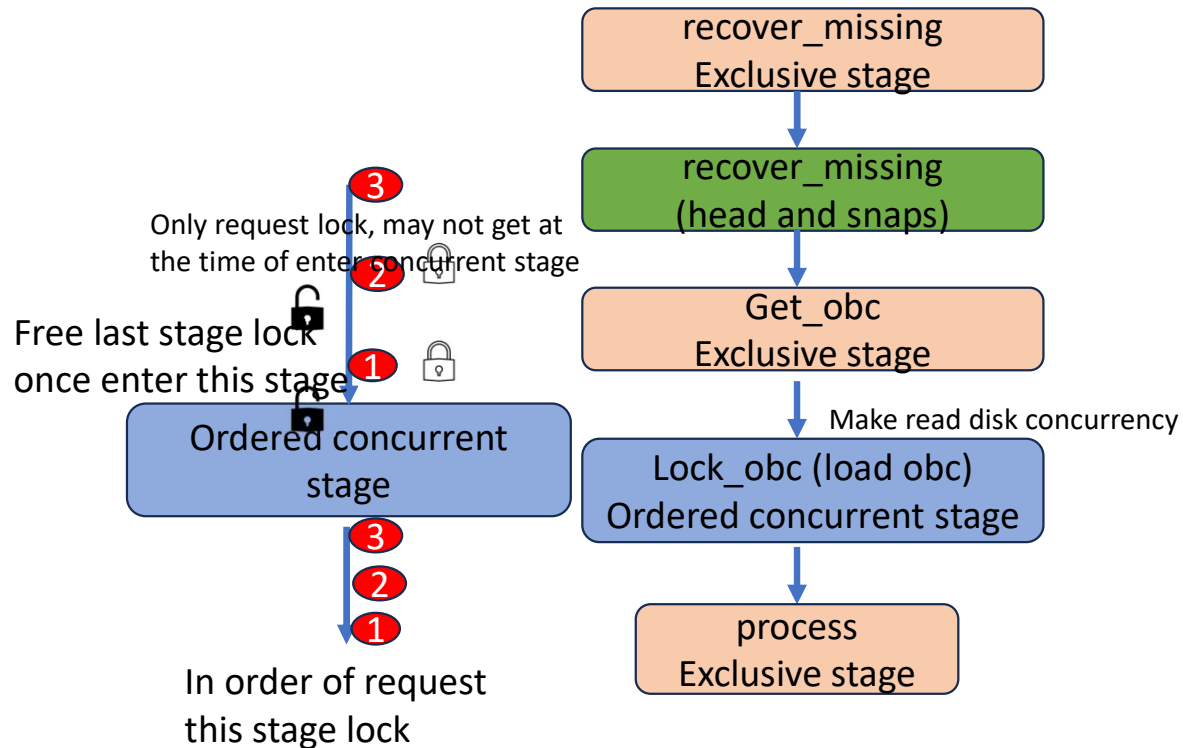 3
Only request lock, may not get at
the time of enter concurrent stage
2
Free last stage lock
once enter this stage
1
Ordered concurrent
stage
3
2
1
In order of request
this stage lock
recover_missing
Exclusive stage
recover_missing
(head and snaps)
Get_obc
Exclusive stage
Make read disk concurrency
Lock_obc (load obc)
Ordered concurrent stage
process
Exclusive stage